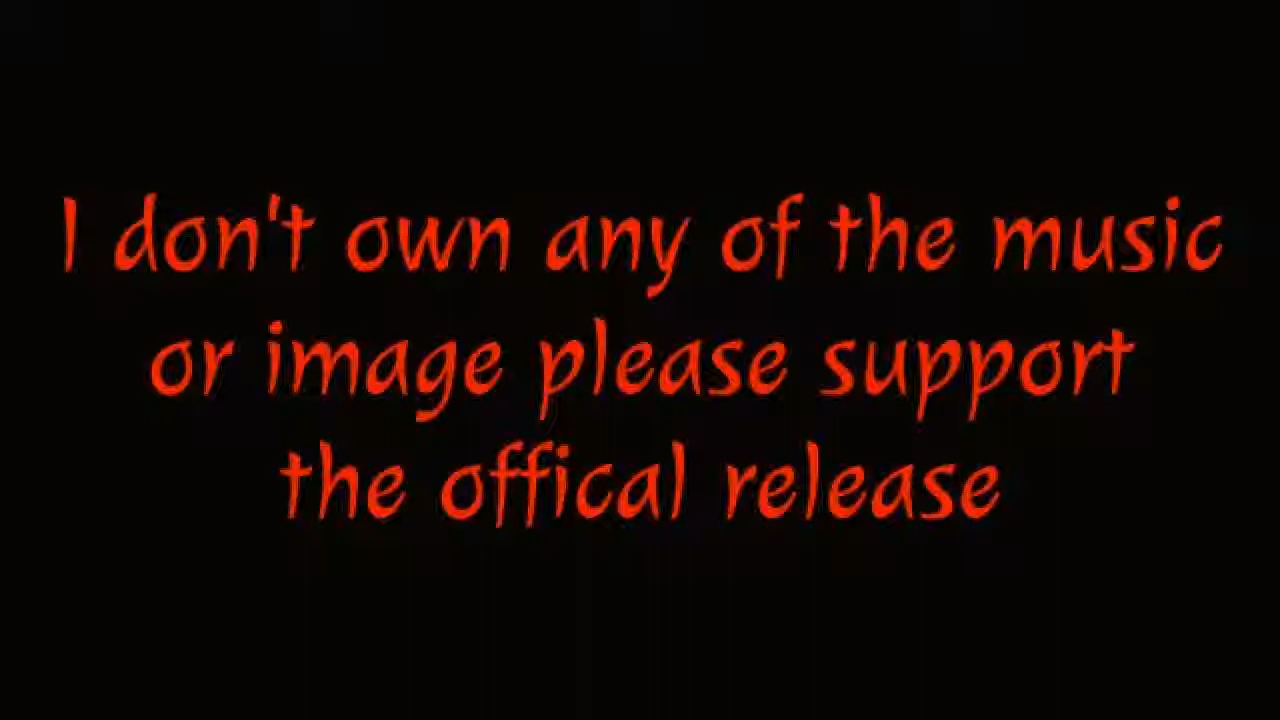 I don't own any of the music
or image please support
the offical release